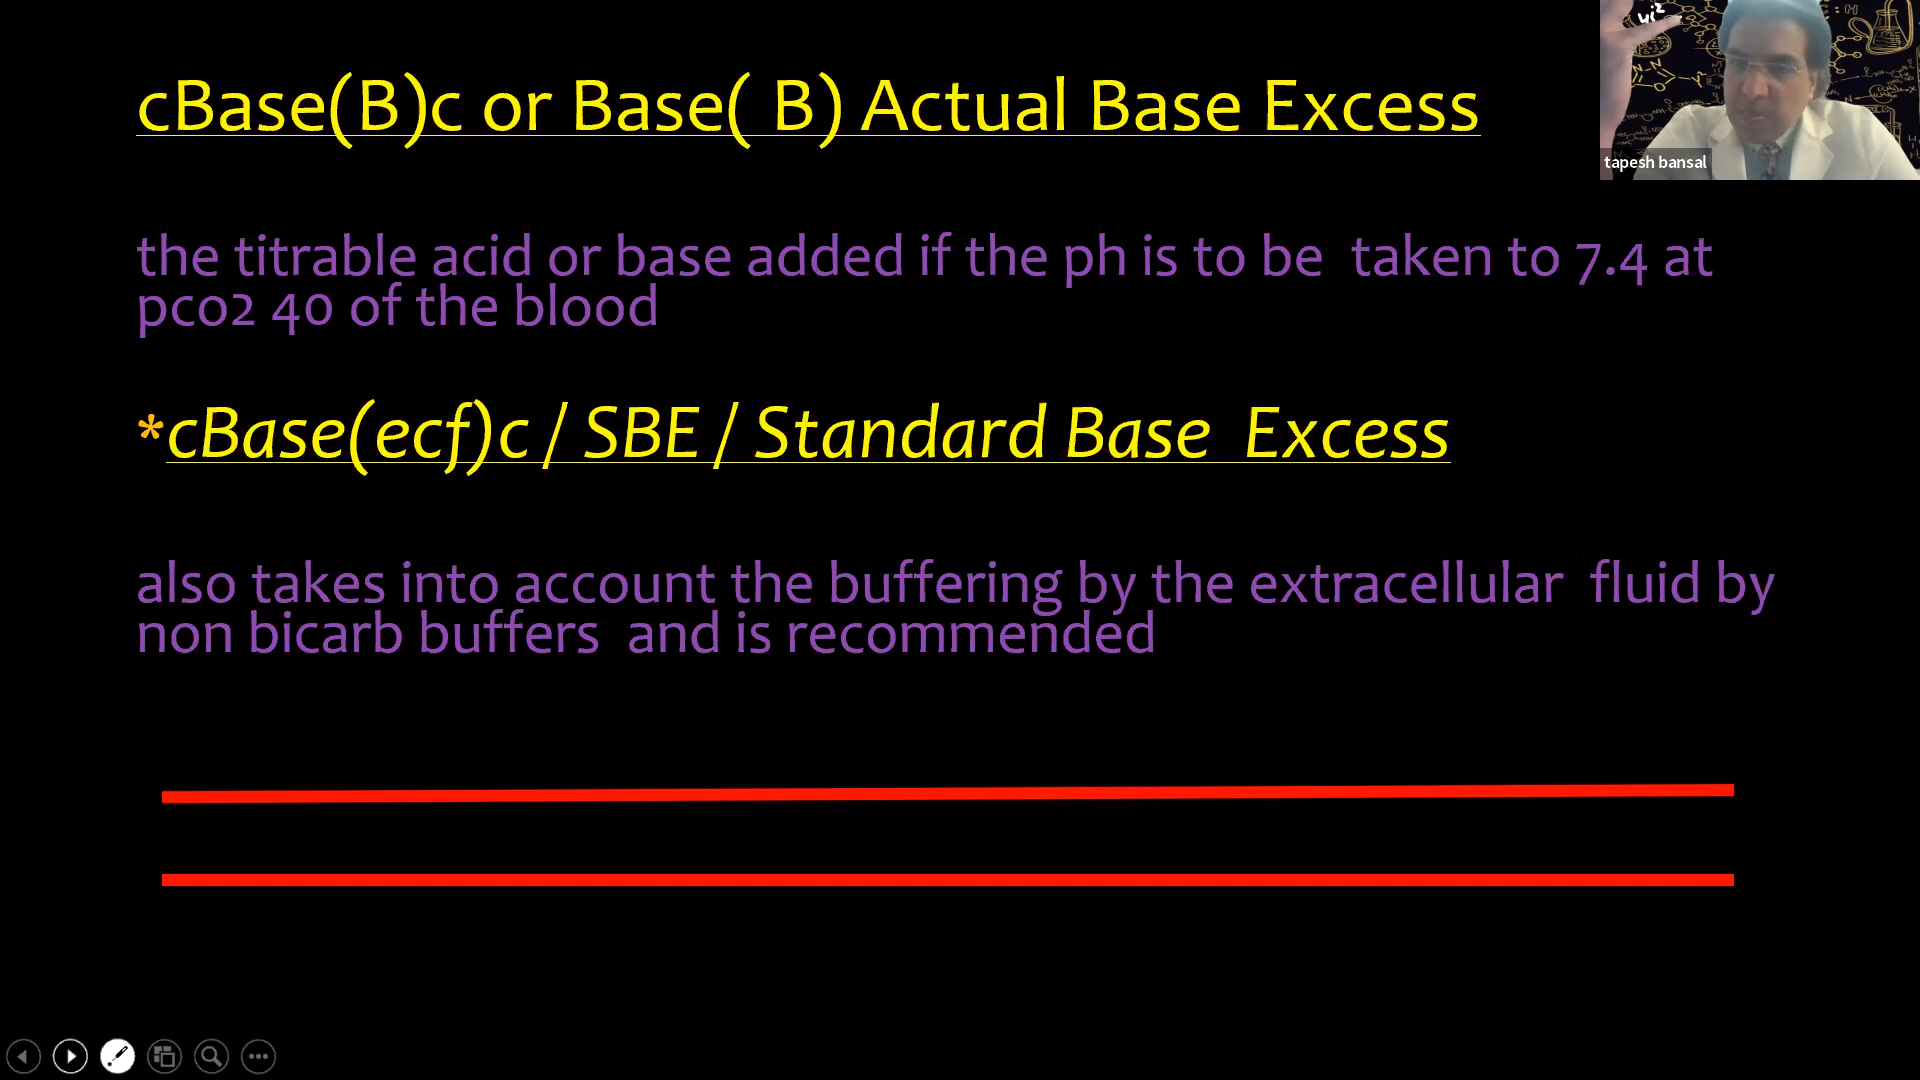 cBase(B)c or Base( B) Actual Base Excess
tapesh bansal
the titrable acid or base added if the ph is to be  taken to 7.4 at
pco2 40 of the blood
*cBase(ecf)c / SBE / Standard Base  Excess
also takes into account the buffering by the extracellular  fluid by
non bicarb buffers  and is recommended